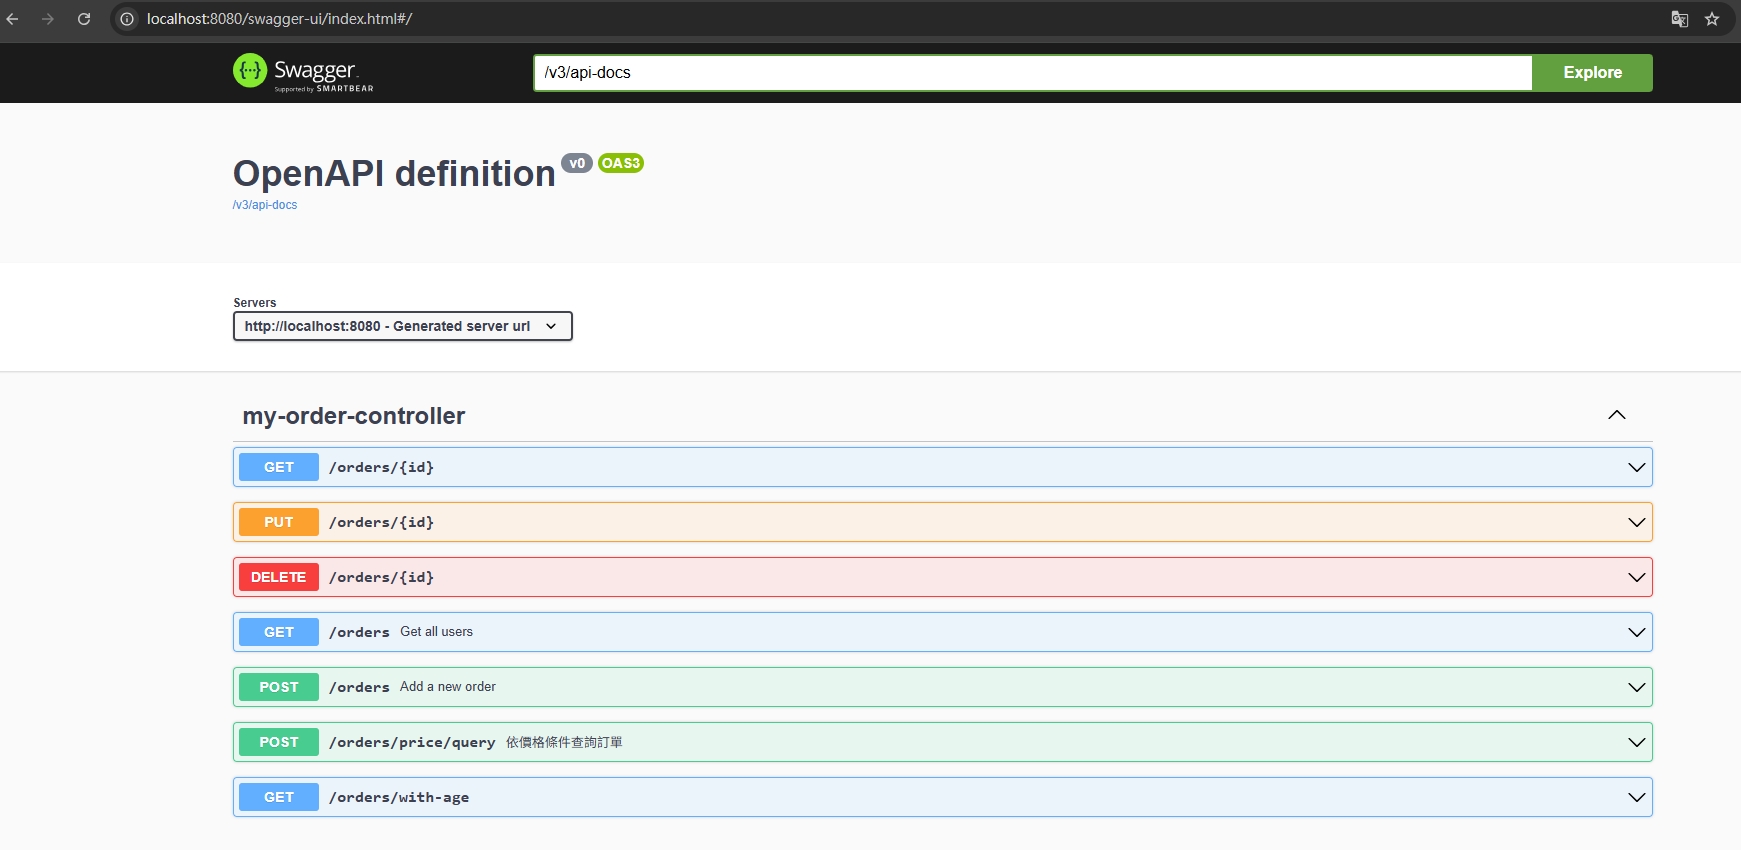 localhost:8080/swagger-ui/index.html#/
{···} Swagger.
Supported by SMARTBEAR
/v3/api-docs
Explore
OpenAPI definition v0 OAS3
/v3/api-docs
Servers
http://localhost:8080 - Generated server url
my-order-controller
GET /orders/{id}
PUT /orders/{id}
DELETE /orders/{id}
GET /orders Get all users
POST /orders Add a new order
POST /orders/price/query 依價格條件查詢訂單
GET /orders/with-age